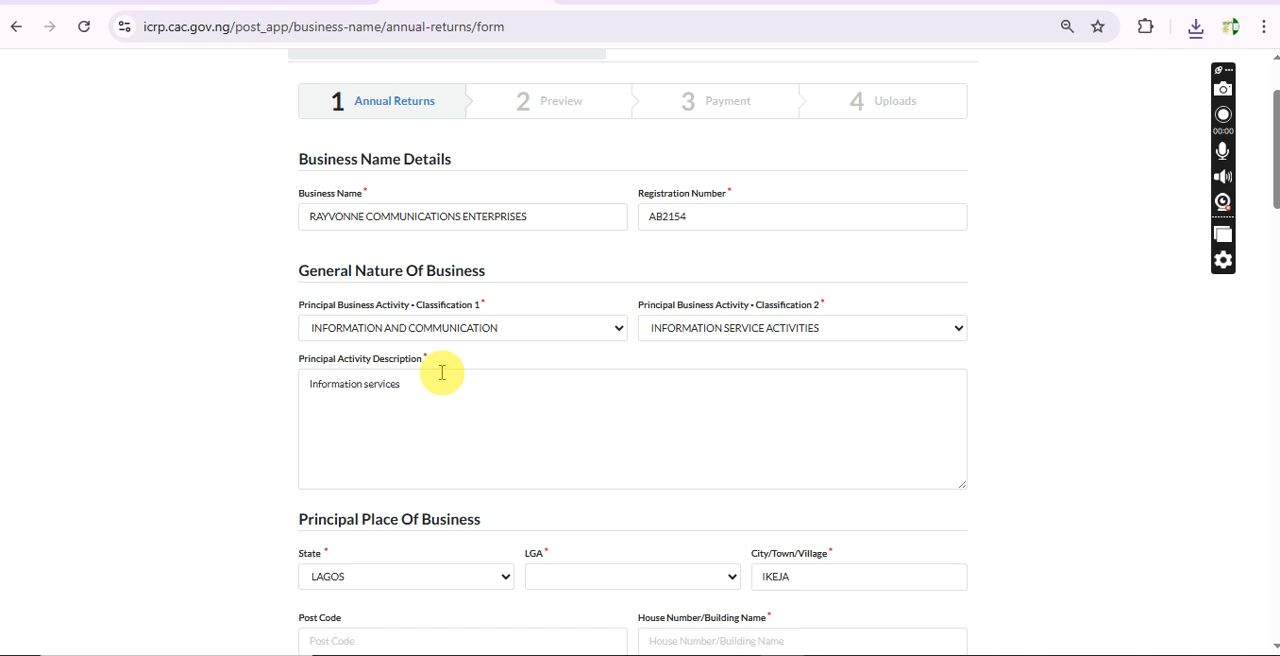 icrp.cac.gov.ng/post_app/business-name/annual-returns/form
1 Annual Returns 2 Preview 3 Payment 4 Uploads
00:00
Business Name Details
Business Name* Registration Number*
RAYVONNE COMMUNICATIONS ENTERPRISES AB2154
General Nature Of Business
Principal Business Activity - Classification 1* Principal Business Activity - Classification 2*
INFORMATION AND COMMUNICATION INFORMATION SERVICE ACTIVITIES
Principal Activity Description*
Information services
Principal Place Of Business
State* LGA* City/Town/Village*
LAGOS IKEJA
Post Code House Number/Building Name*
Post Code House Number/Building Name